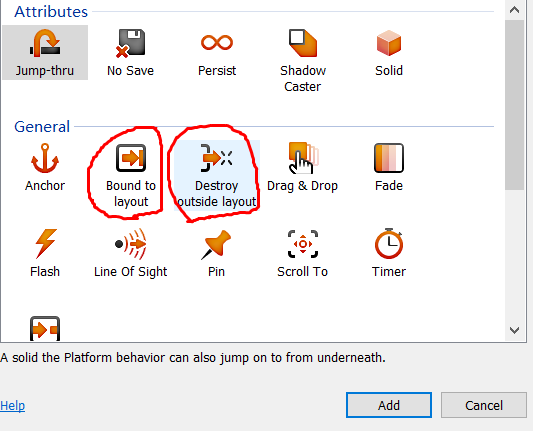 Attributes
Jump-thru No Save Persist Shadow Caster Solid
General
Anchor Bound to layout Destroy outside layout Drag & Drop Fade
Flash Line Of Sight Pin Scroll To Timer
A solid the Platform behavior can also jump on to from underneath.
Help Add Cancel